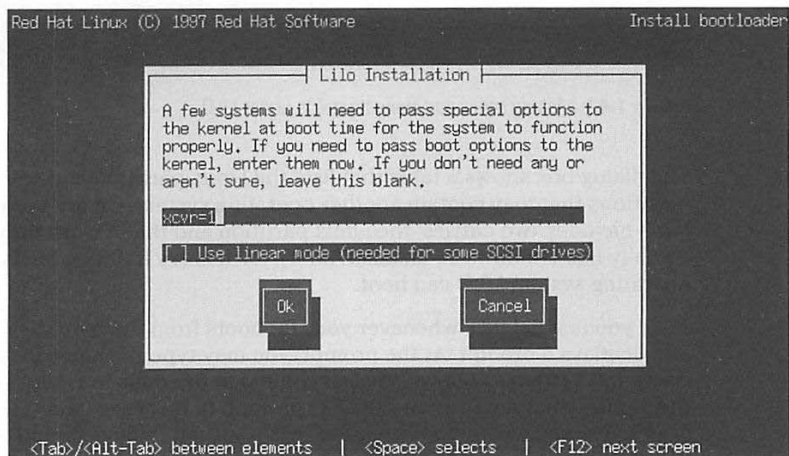 Red Hat Linux (C) 1997 Red Hat Software Install bootloader
Lilo Installation
A few systems will need to pass special options to
the kernel at boot time for the system to function
properly. If you need to pass boot options to the
kernel, enter them now. If you don't need any or
aren't sure, leave this blank.
xcvr=1
[ ] Use linear mode (needed for some SCSI drives)
Ok Cancel
<Tab>/<Alt-Tab> between elements | <Space> selects | <F12> next screen